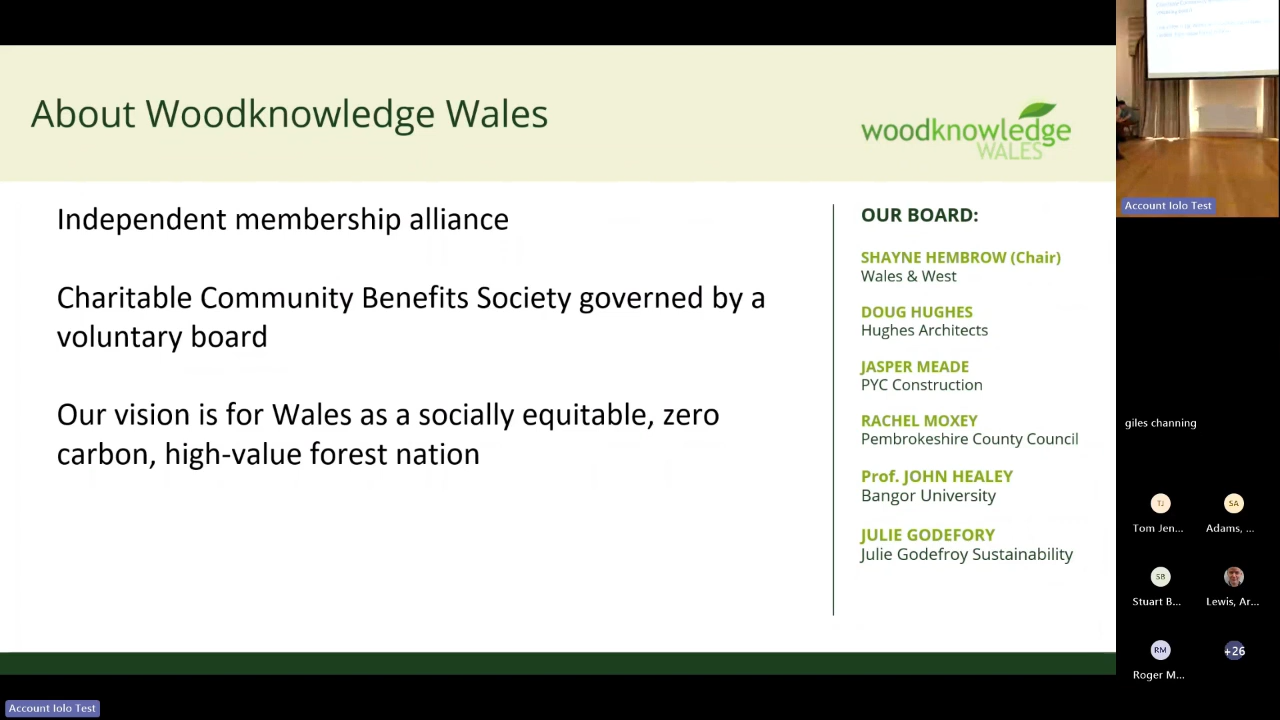 About Woodknowledge Wales
woodknowledge
WALES
Independent membership alliance
Charitable Community Benefits Society governed by a
voluntary board
Our vision is for Wales as a socially equitable, zero
carbon, high-value forest nation
OUR BOARD:
SHAYNE HEMBROW (Chair)
Wales & West
DOUG HUGHES
Hughes Architects
JASPER MEADE
PYC Construction
RACHEL MOXEY
Pembrokeshire County Council
Prof. JOHN HEALEY
Bangor University
JULIE GODEFORY
Julie Godefroy Sustainability
Account Iolo Test
giles channing
TJ
Tom Jen...
SA
Adams, ...
SB
Stuart B...
Lewis, Ar...
RM
Roger M...
+26
Account Iolo Test